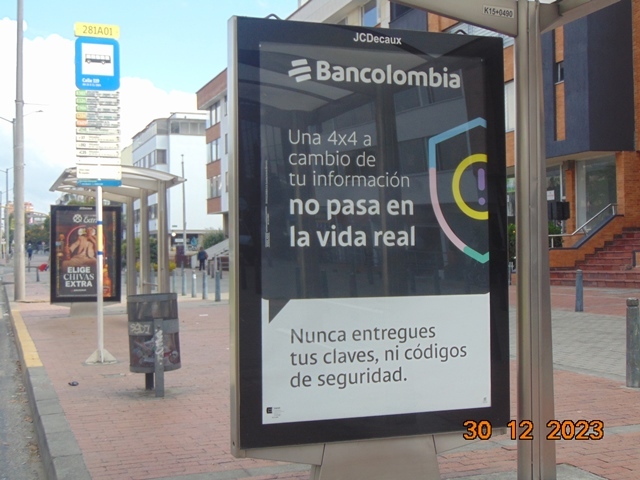 281A01
JCDecaux
K15+0490
Bancolombia
Una 4x4 a
cambio de
tu información
no pasa en
la vida real
Nunca entregues
tus claves, ni códigos
de seguridad.
ELIGE
CHIVAS
EXTRA
30 12 2023